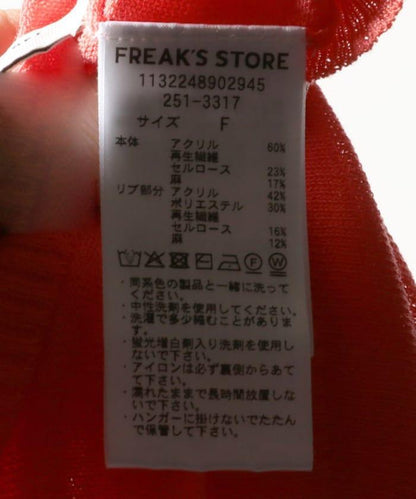 FREAK'S STORE
1132248902945
251-3317
サイズ F
本体 アクリル 60%
再生繊維
セルロース 23%
麻 17%
リブ部分 アクリル 42%
ポリエステル 30%
再生繊維
セルロース 16%
麻 12%
F W
・同系色の製品と一緒に洗って
ください。
・中性洗剤を使用してください。
・洗濯で多少縮むことがありま
す。
・蛍光増白剤入り洗剤を使用し
ないで下さい。
・アイロンは必ず裏側からあて
て下さい。
・濡れたままで長時間放置しな
いで下さい。
・ハンガーに掛けないでたたん
で保管して下さい。